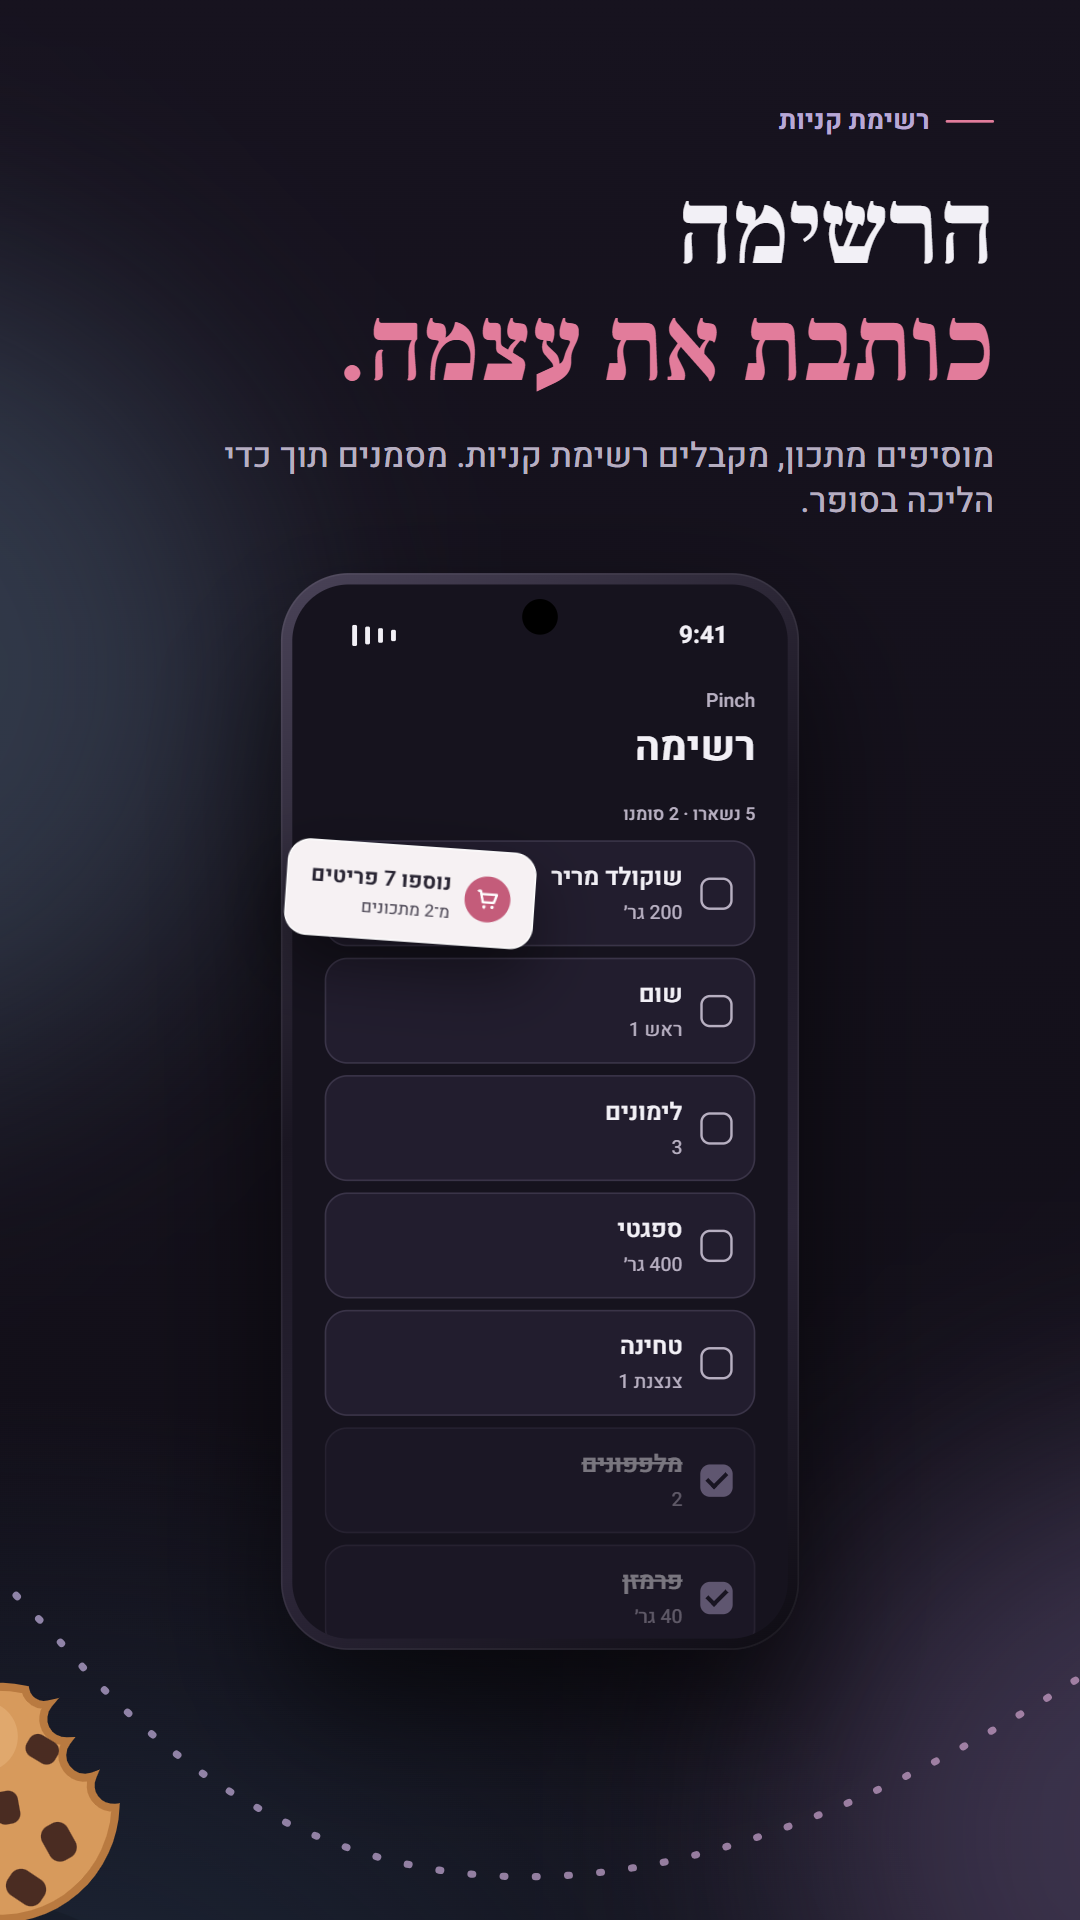 רשימת קניות
הרשימה
כותבת את עצמה.
מוסיפים מתכון, מקבלים רשימת קניות. מסמנים תוך כדי
הליכה בסופר.
9:41
Pinch
רשימה
5 נשארו · 2 סומנו
שוקולד מריר
200 גר׳
נוספו 7 פריטים
מ־2 מתכונים
שום
ראש 1
לימונים
3
ספגטי
400 גר׳
טחינה
צנצנת 1
מלפפונים
2
פרמזן
40 גר׳